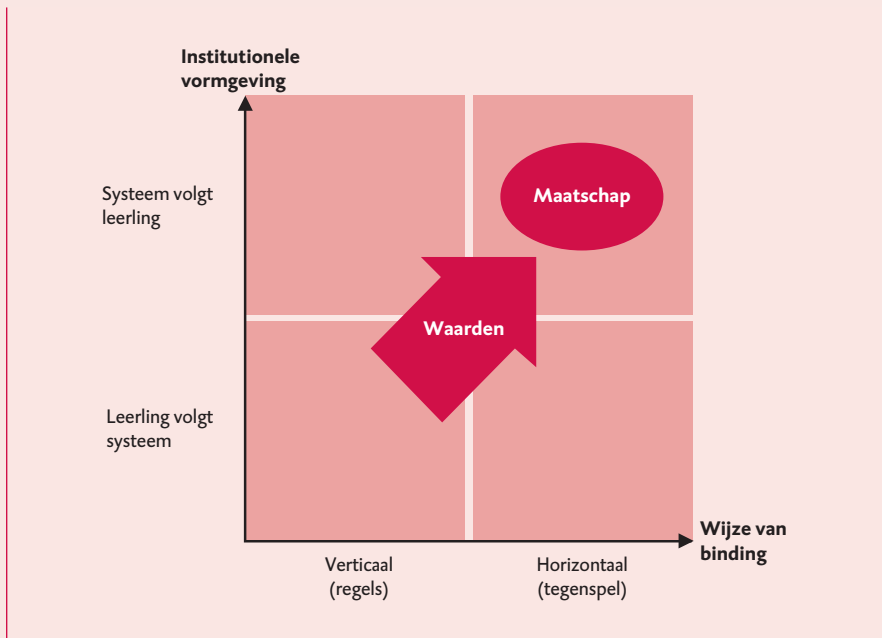 Institutionele
vormgeving
Systeem volgt
leerling
Maatschap
Waarden
Leerling volgt
systeem
Wijze van
binding
Verticaal
(regels)
Horizontaal
(tegenspel)